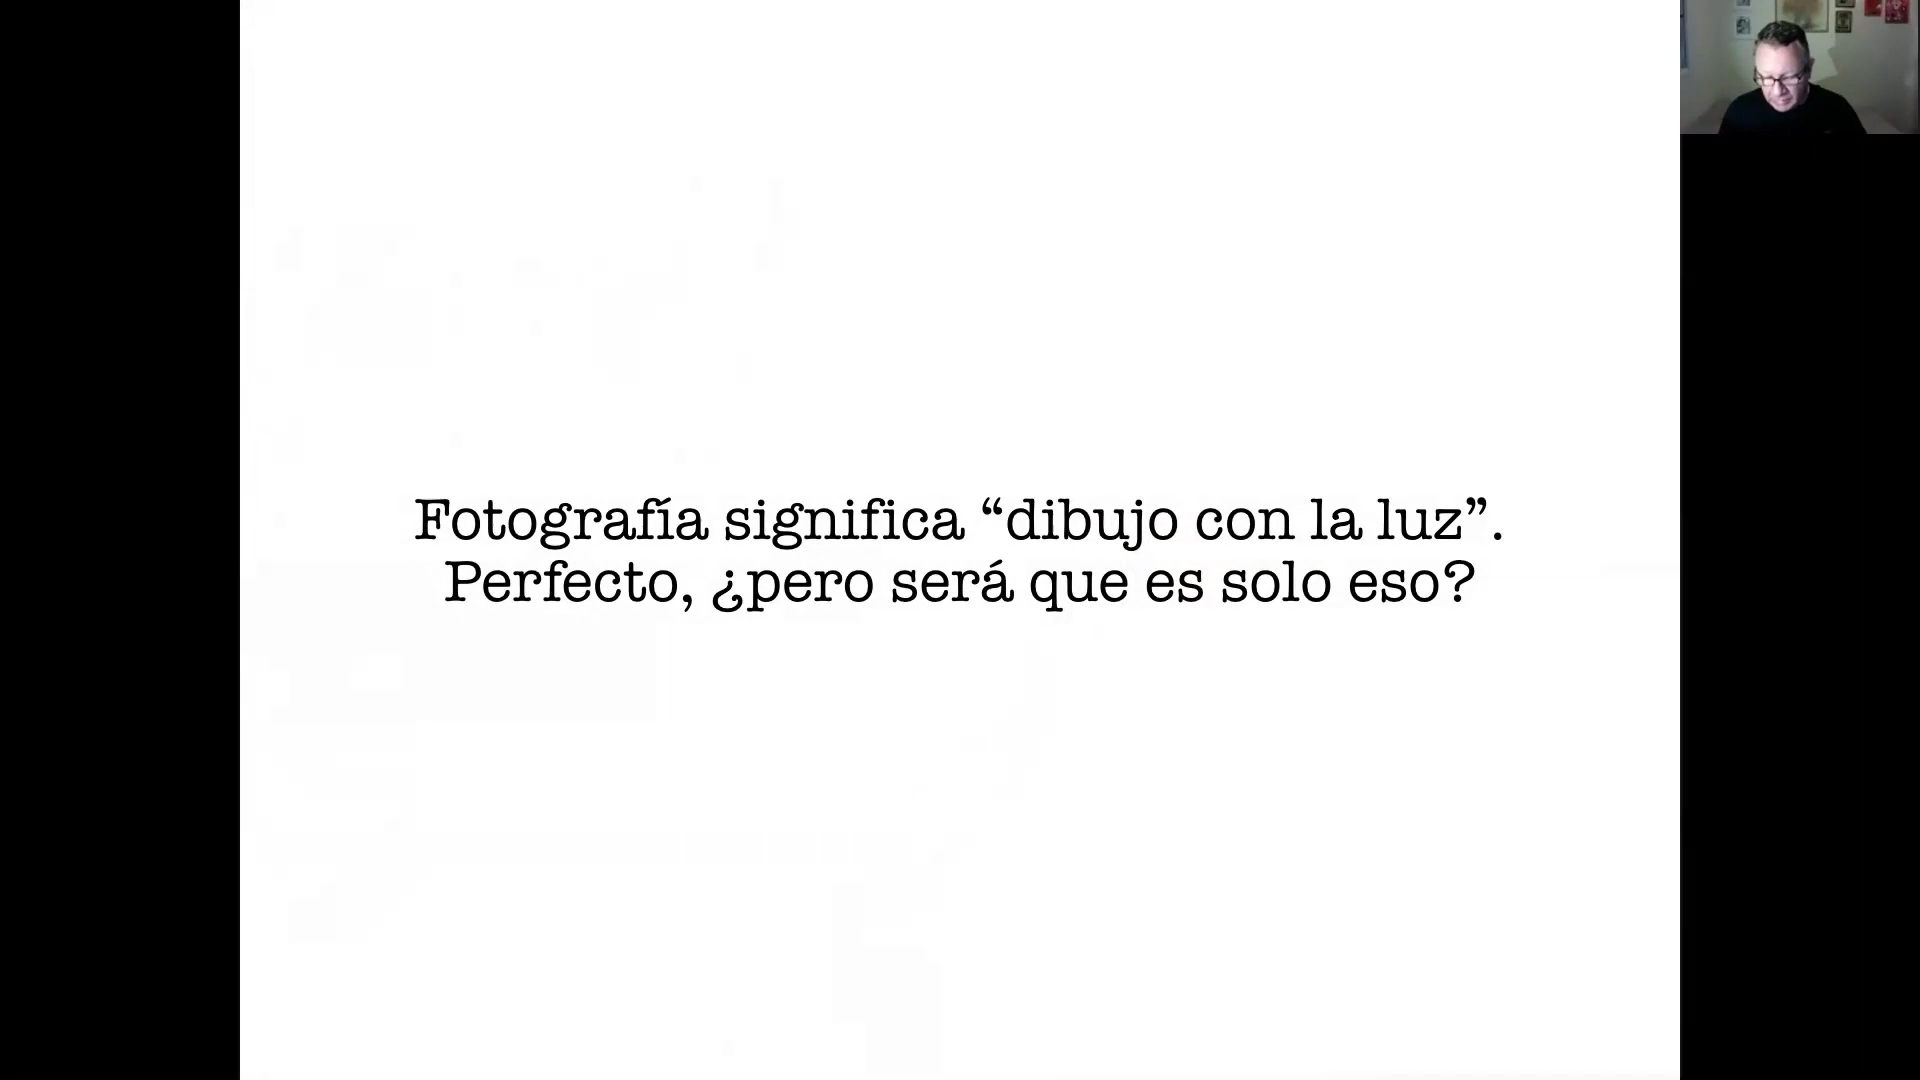 Fotografía significa “dibujo con la luz”.
Perfecto, ¿pero será que es solo eso?